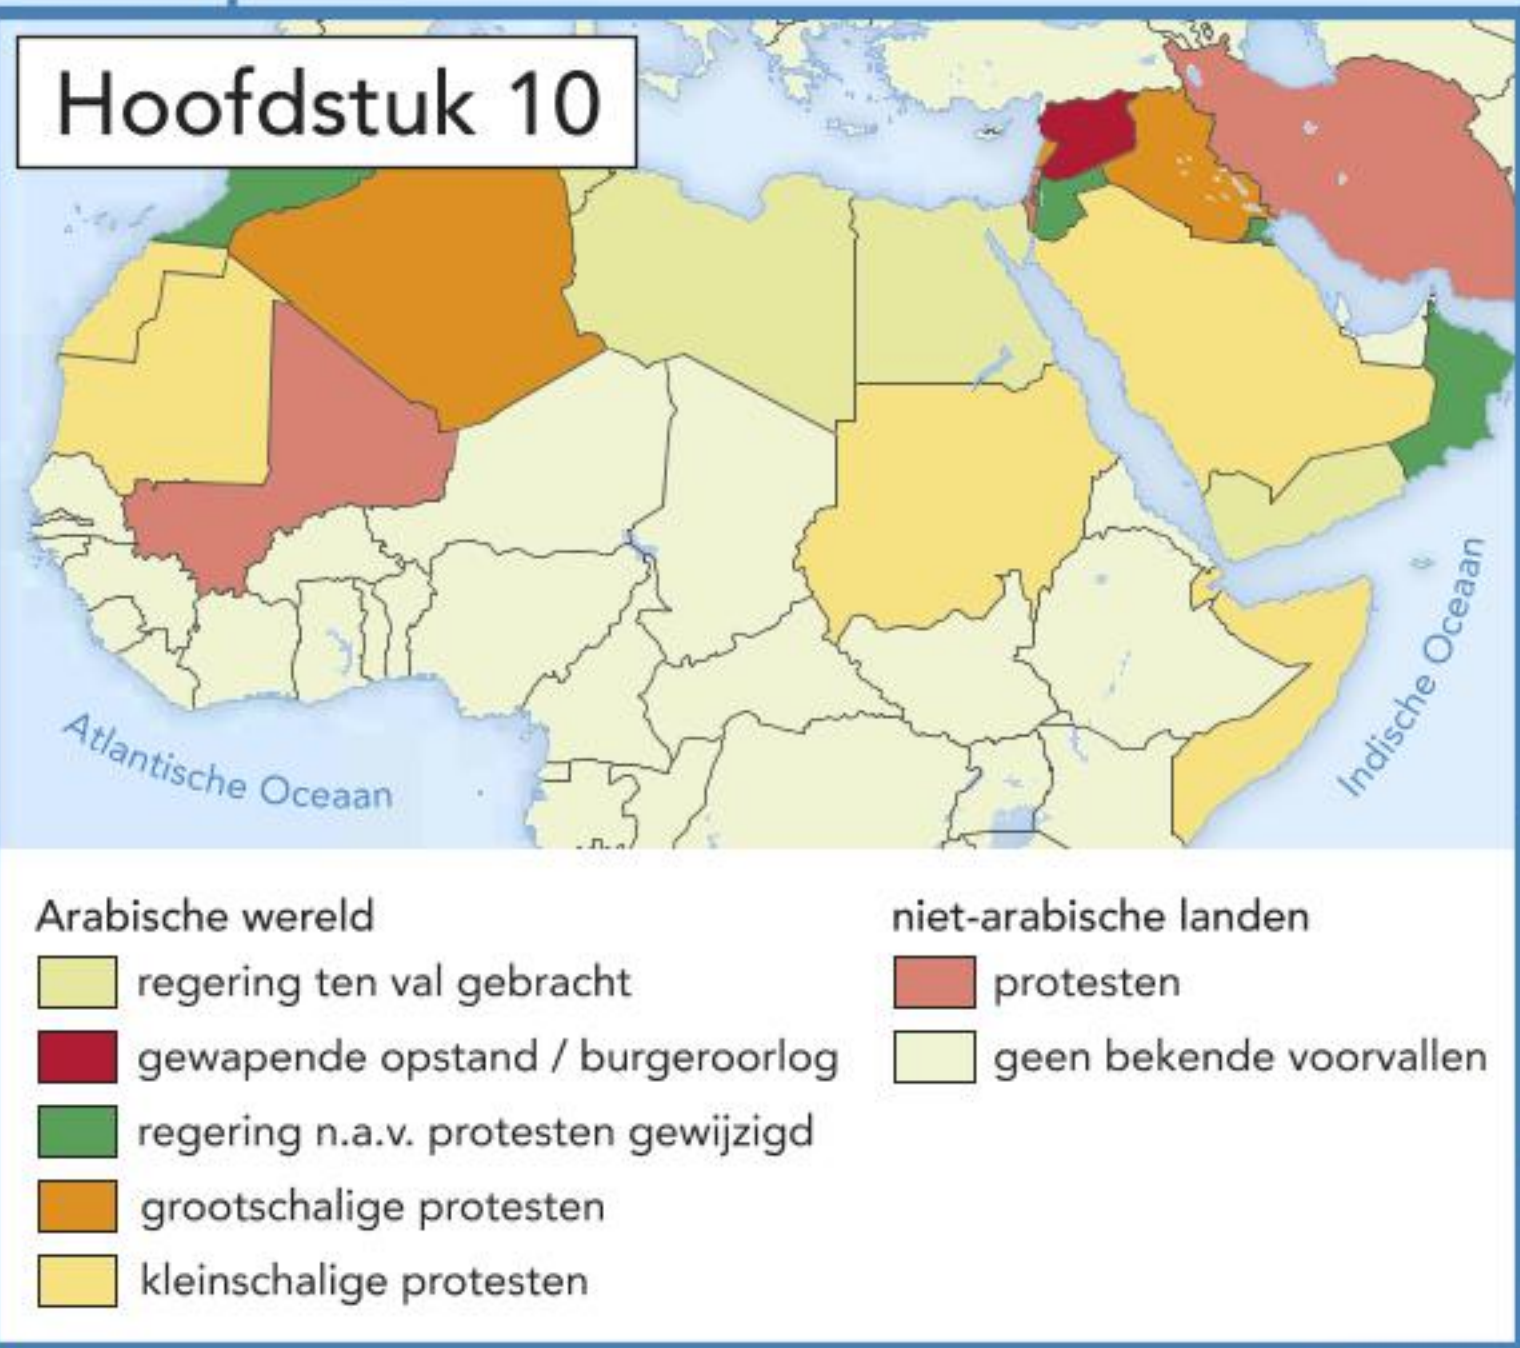 Hoofdstuk 10
Atlantische Oceaan
Indische Oceaan
Arabische wereld
regering ten val gebracht
gewapende opstand / burgeroorlog
regering n.a.v. protesten gewijzigd
grootschalige protesten
kleinschalige protesten
niet-arabische landen
protesten
geen bekende voorvallen